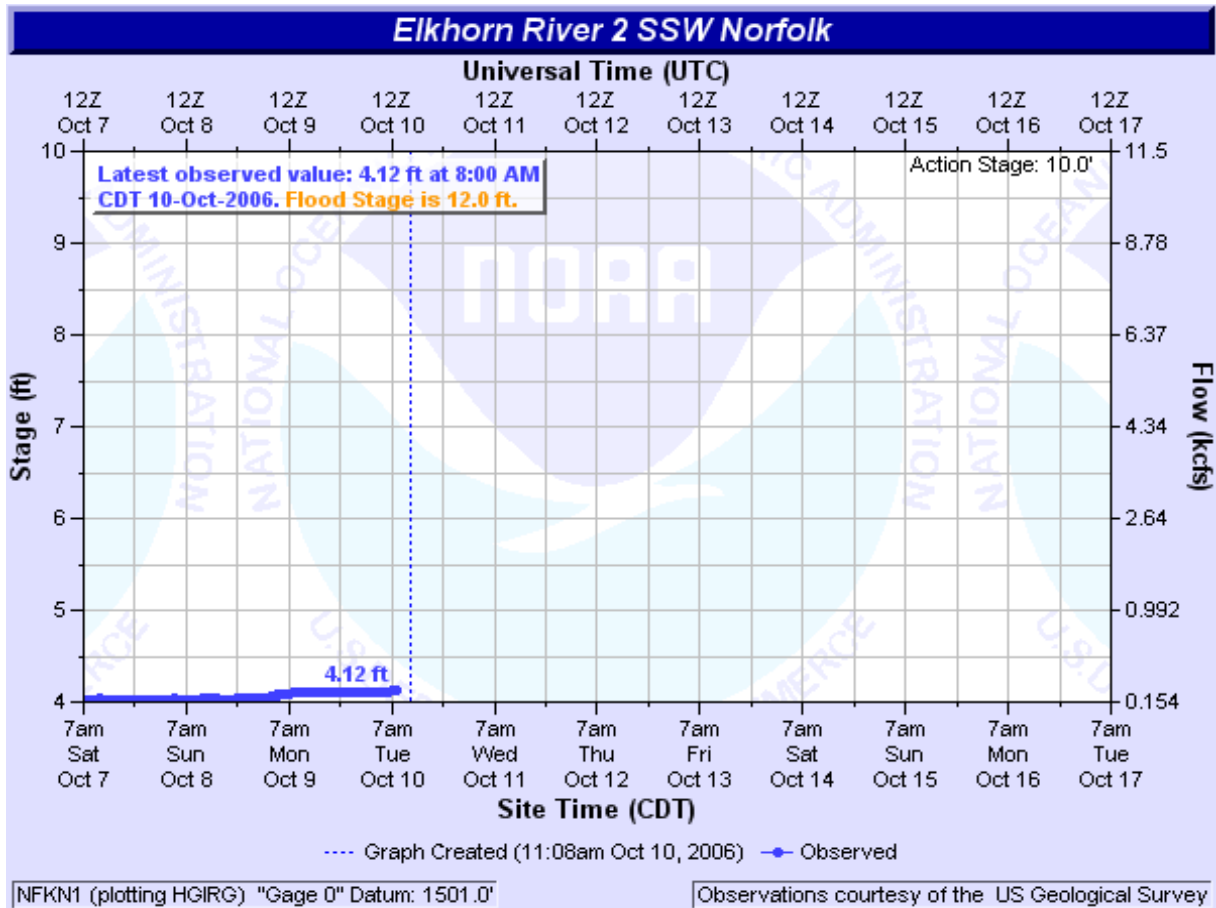 Elkhorn River 2 SSW Norfolk
Universal Time (UTC)
12Z 12Z 12Z 12Z 12Z 12Z 12Z 12Z 12Z 12Z 12Z
Oct 7 Oct 8 Oct 9 Oct 10 Oct 11 Oct 12 Oct 13 Oct 14 Oct 15 Oct 16 Oct 17
Latest observed value: 4.12 ft at 8:00 AM
CDT 10-Oct-2006. Flood Stage is 12.0 ft.
Action Stage: 10.0'
Stage (ft)
10
9
8
7
6
5
4
NOAA
NATIONAL OCEANIC
NATIONAL OCEANIC ADMINISTRATION
ADMINISTRATION
4.12 ft
11.5
8.78
6.37
4.34
2.64
0.992
0.154
Flow (kcfs)
7am 7am 7am 7am 7am 7am 7am 7am 7am 7am 7am
Sat Sun Mon Tue Wed Thu Fri Sat Sun Mon Tue
Oct 7 Oct 8 Oct 9 Oct 10 Oct 11 Oct 12 Oct 13 Oct 14 Oct 15 Oct 16 Oct 17
Site Time (CDT)
Graph Created (11:08am Oct 10, 2006) Observed
NFKN1 (plotting HGIRG) "Gage 0" Datum: 1501.0'
Observations courtesy of the US Geological Survey